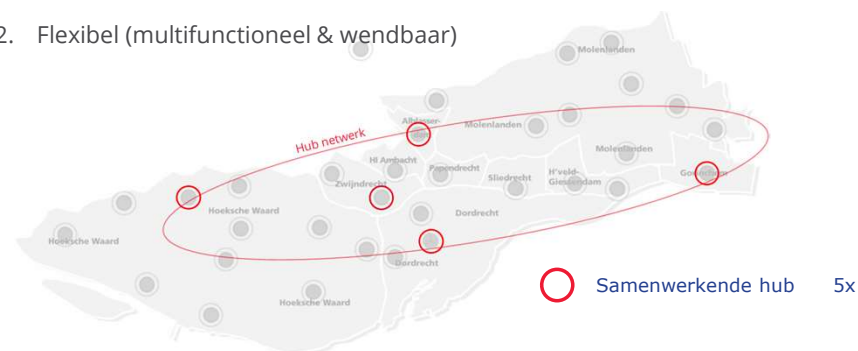 2. Flexibel (multifunctioneel & wendbaar)
Molenlanden
Hub netwerk
Alblasser-
Molenlanden
Molenlanden
Hl Ambacht
Papendrecht
Zwijndrecht
Sliedrecht
H'veld-
Giessendam
Gorinchem
Hoeksche Waard
Dordrecht
Hoeksche Waard
Dordrecht
Hoeksche Waard
Samenwerkende hub 5x